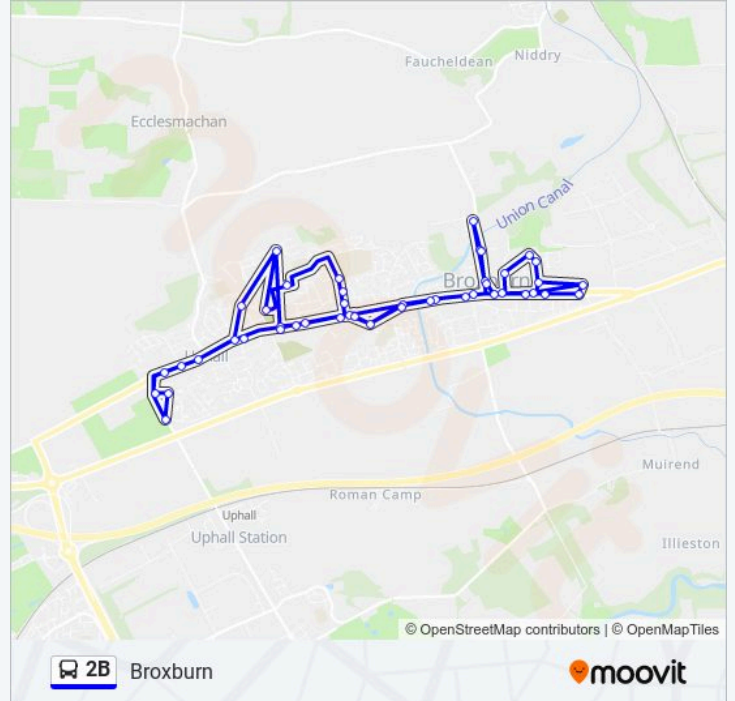 Niddry
Faucheldean
Ecclesmachan
Union Canal
Broxburn
Uphall
Muirend
Roman Camp
Uphall
Uphall Station
Illieston
© OpenStreetMap contributors | © OpenMapTiles
2B Broxburn
moovit